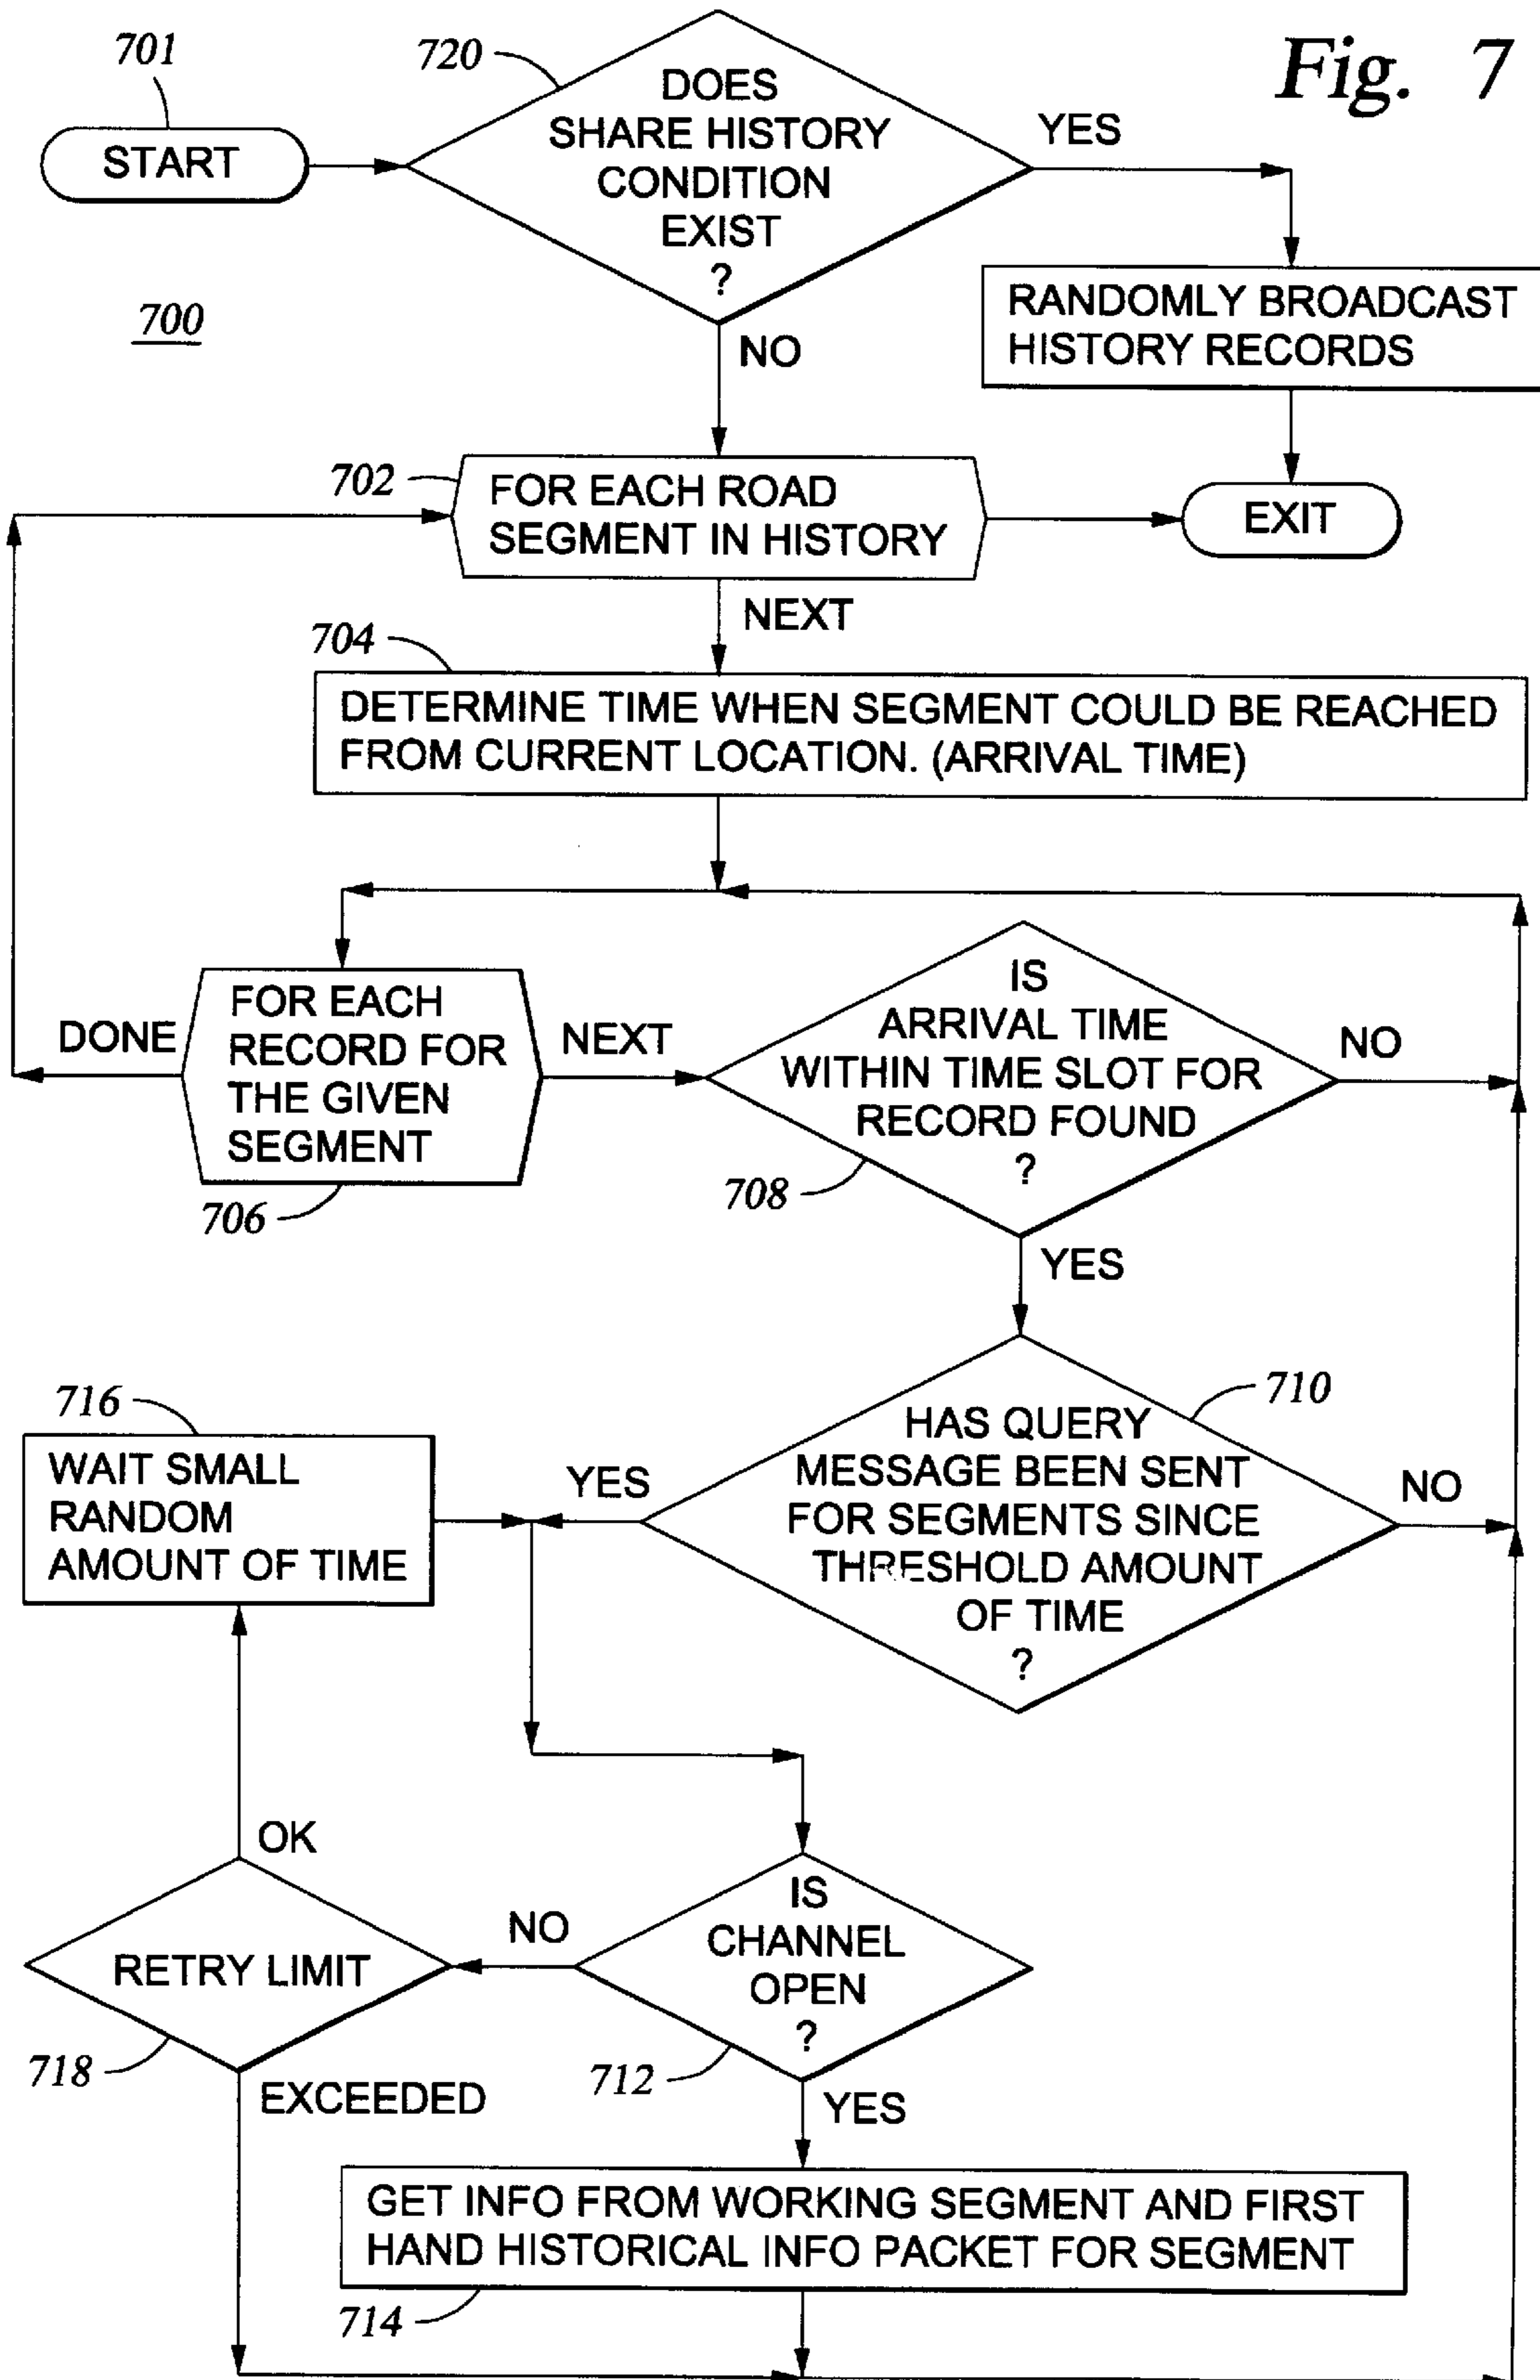 Fig. 7
701
START
720
DOES
SHARE HISTORY
CONDITION
EXIST
?
YES
RANDOMLY BROADCAST
HISTORY RECORDS
700
NO
702
FOR EACH ROAD
SEGMENT IN HISTORY
EXIT
NEXT
704
DETERMINE TIME WHEN SEGMENT COULD BE REACHED
FROM CURRENT LOCATION. (ARRIVAL TIME)
DONE
FOR EACH
RECORD FOR
THE GIVEN
SEGMENT
706
NEXT
IS
ARRIVAL TIME
WITHIN TIME SLOT FOR
RECORD FOUND
?
NO
708
YES
710
HAS QUERY
MESSAGE BEEN SENT
FOR SEGMENTS SINCE
THRESHOLD AMOUNT
OF TIME
?
NO
YES
716
WAIT SMALL
RANDOM
AMOUNT OF TIME
OK
RETRY LIMIT
718
EXCEEDED
NO
IS
CHANNEL
OPEN
?
712
YES
GET INFO FROM WORKING SEGMENT AND FIRST
HAND HISTORICAL INFO PACKET FOR SEGMENT
714